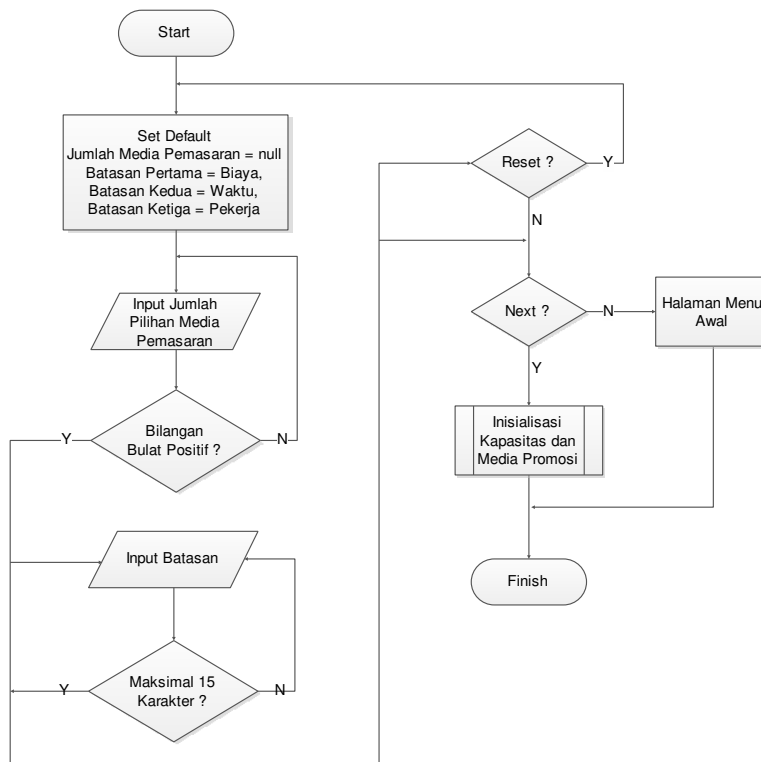 Start
Set Default
Jumlah Media Pemasaran = null
Batasan Pertama = Biaya,
Batasan Kedua = Waktu,
Batasan Ketiga = Pekerja
Input Jumlah
Pilihan Media
Pemasaran
Bilangan
Bulat Positif ?
Y
N
Input Batasan
Maksimal 15
Karakter ?
Y
N
Reset ?
Y
N
Next ?
N
Y
Halaman Menu
Awal
Inisialisasi
Kapasitas dan
Media Promosi
Finish